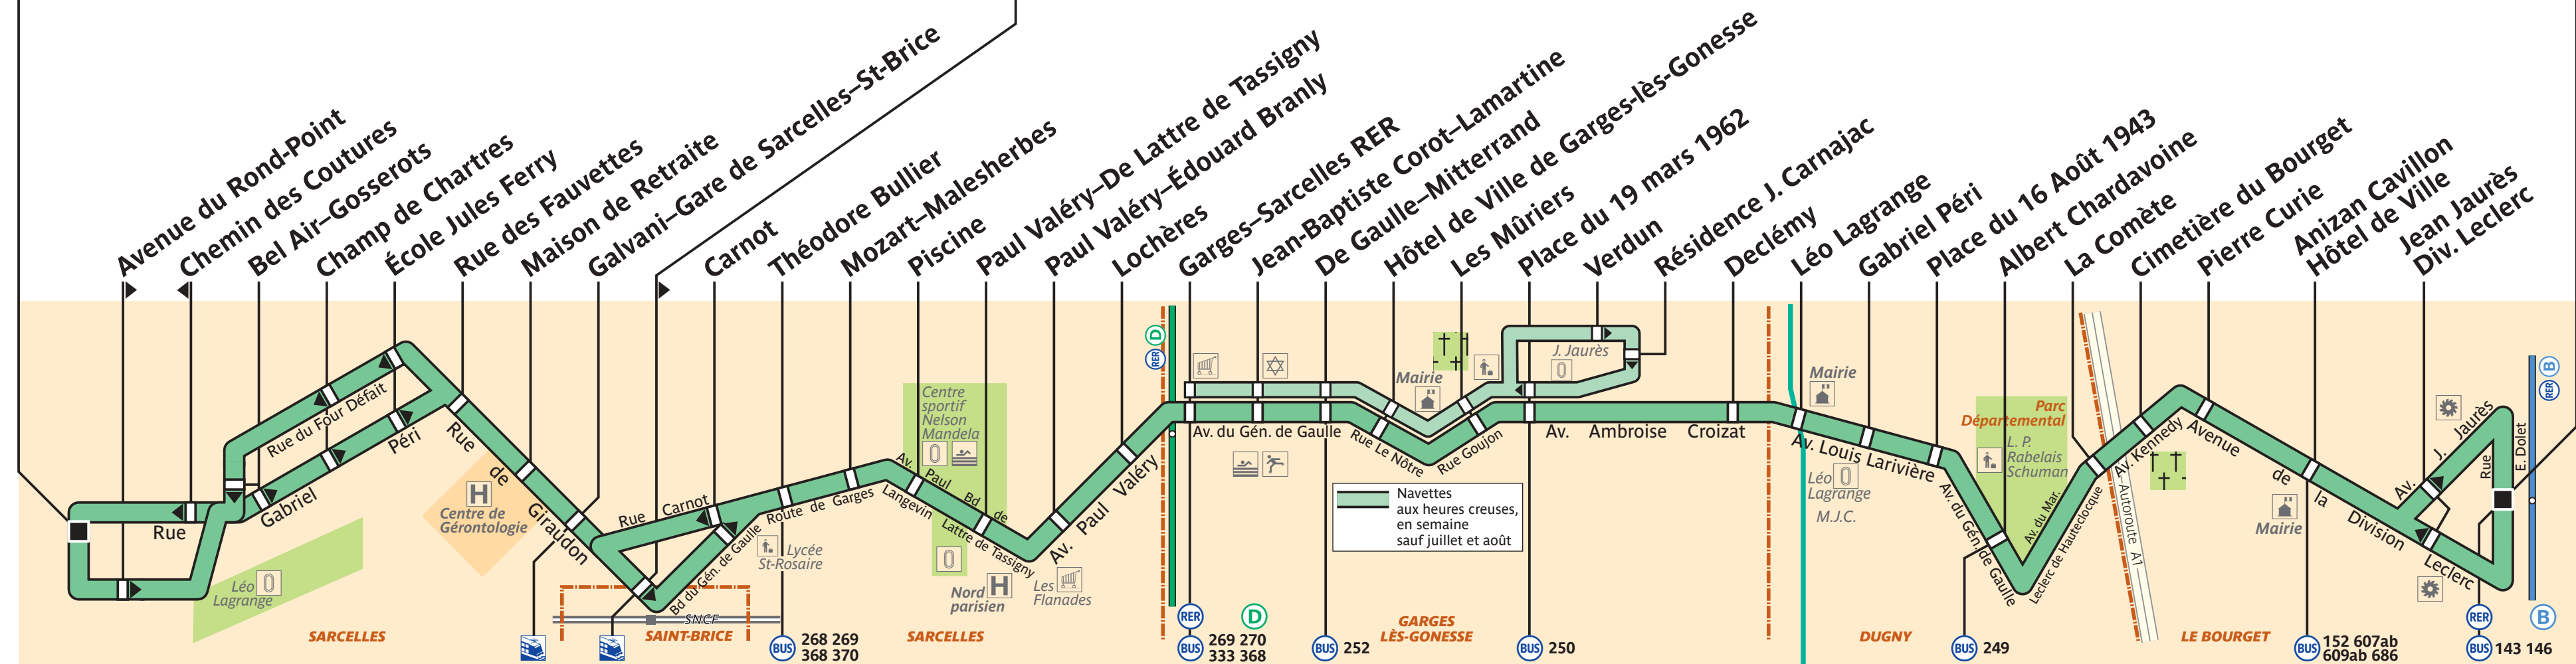 Avenue du Rond-Point
Chemin des Coutures
Bel Air–Gosserots
Champ de Chartres
École Jules Ferry
Rue des Fauvettes
Maison de Retraite
Galvani–Gare de Sarcelles–St-Brice
Carnot
Théodore Bullier
Mozart–Malesherbes
Piscine
Paul Valéry–De Lattre de Tassigny
Paul Valéry–Édouard Branly
Lochères
Garges–Sarcelles RER
Jean-Baptiste Corot–Lamartine
De Gaulle–Mitterrand
Hôtel de Ville de Garges-lès-Gonesse
Les Mûriers
Place du 19 mars 1962
Verdun
Résidence J. Carnajac
Declémy
Léo Lagrange
Gabriel Péri
Place du 16 Août 1943
Albert Chardavoine
La Comète
Cimetière du Bourget
Pierre Curie
Anizan Cavillon
Hôtel de Ville
Jean Jaurès
Div. Leclerc
Rue du Four Défait
Rue Gabriel Péri
Léo
Lagrange
SARCELLES
H
Centre de
Gérontologie
Rue de Giraudon
Rue Carnot
Bd du Gén. de Gaulle
SNCF
SAINT-BRICE
Lycée
St-Rosaire
BUS 268 269
368 370
Route de Garges
Centre
sportif
Nelson
Mandela
Av. Paul Langevin
Bd de Lattre de Tassigny
SARCELLES
Nord H
parisien
Les
Flanades
Av. Paul Valéry
D
RER
RER D
BUS 269 270
333 368
Av. du Gén. de Gaulle
BUS 252
Rue Le Nôtre
Mairie
Rue Goujon
J. Jaurès
Av. Ambroise Croizat
Navettes
aux heures creuses,
en semaine
sauf juillet et août
GARGES
LÈS-GONESSE
BUS 250
Mairie
Av. Louis Larivière
Léo
Lagrange
M.J.C.
DUGNY
Av. du Gén. de Gaulle
BUS 249
Parc
Départemental
L. P.
Rabelais
Schuman
Av. du Mar.
Leclerc de Hauteclocque
Autoroute A1
Av. Kennedy
LE BOURGET
Avenue de la Division Leclerc
Mairie
BUS 152 607ab
609ab 686
Av. J. Jaurès
Rue E. Dolet
B
RER
RER B
BUS 143 146